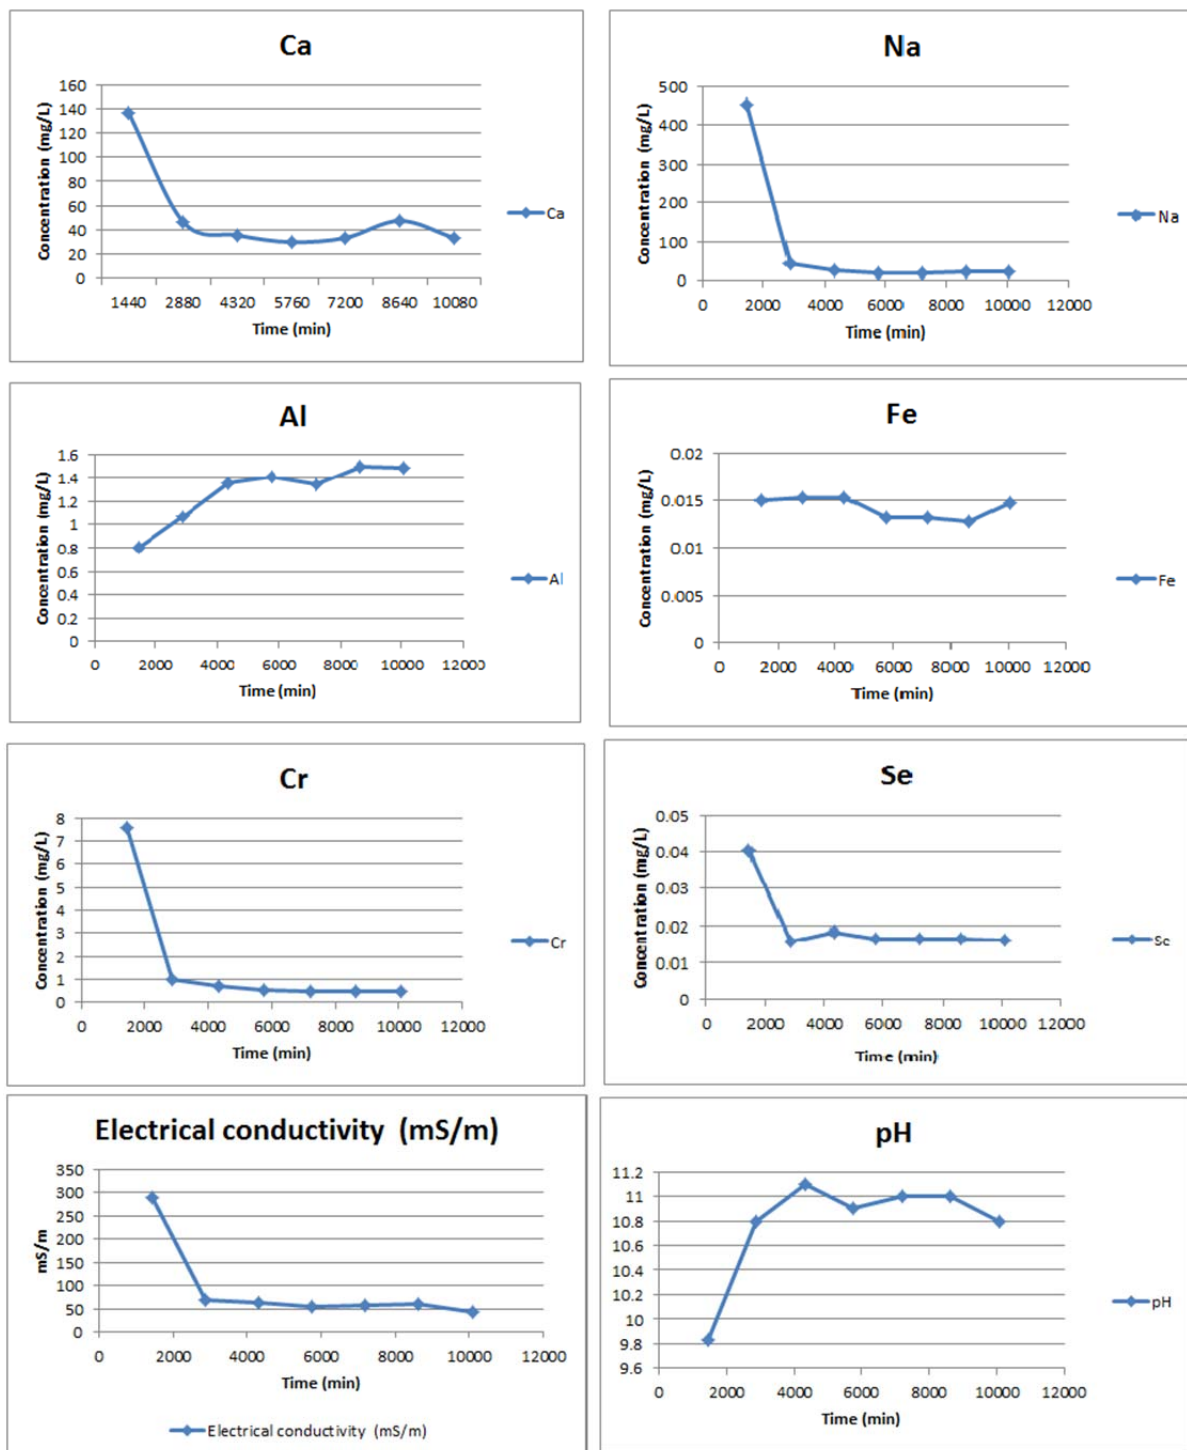 Ca
Concentration (mg/L)
160
140
120
100
80
60
40
20
0
1440 2880 4320 5760 7200 8640 10080
Time (min)
Ca
Na
Concentration (mg/L)
500
400
300
200
100
0
0 2000 4000 6000 8000 10000 12000
Time (min)
Na
Al
Concentration (mg/L)
1.6
1.4
1.2
1
0.8
0.6
0.4
0.2
0
0 2000 4000 6000 8000 10000 12000
Time (min)
Al
Fe
Concentration (mg/L)
0.02
0.015
0.01
0.005
0
0 2000 4000 6000 8000 10000 12000
Time (min)
Fe
Cr
Concentration (mg/L)
8
7
6
5
4
3
2
1
0
0 2000 4000 6000 8000 10000 12000
Time (min)
Cr
Se
Concentration (mg/L)
0.05
0.04
0.03
0.02
0.01
0
0 2000 4000 6000 8000 10000 12000
Time (min)
Se
Electrical conductivity (mS/m)
mS/m
350
300
250
200
150
100
50
0
0 2000 4000 6000 8000 10000 12000
Time (min)
Electrical conductivity (mS/m)
pH
11.2
11
10.8
10.6
10.4
10.2
10
9.8
9.6
0 2000 4000 6000 8000 10000 12000
Time (min)
pH